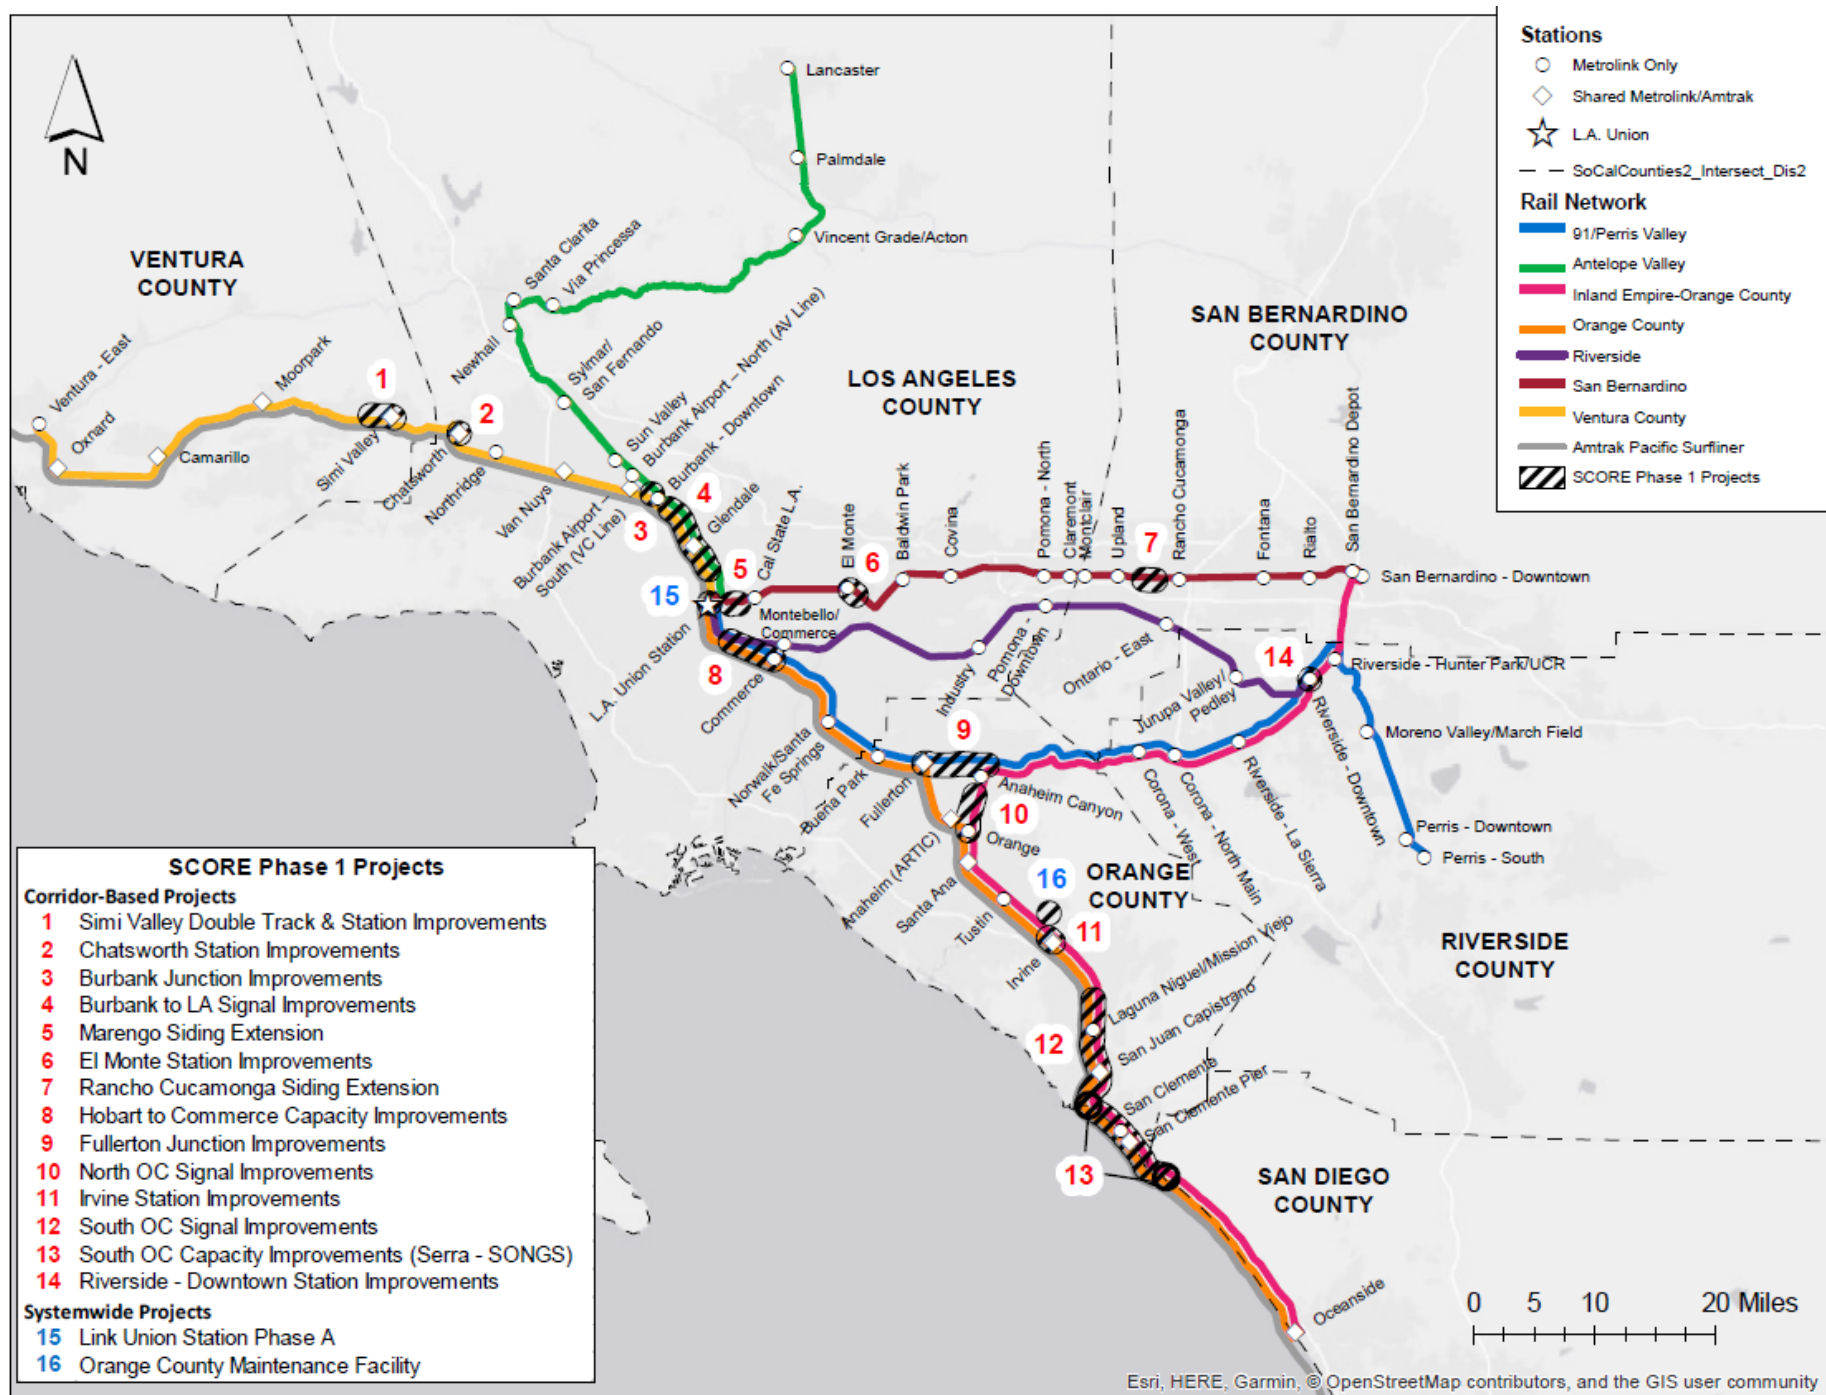 Stations
Metrolink Only
Shared Metrolink/Amtrak
L.A. Union
SoCalCounties2_Intersect_Dis2
Rail Network
91/Perris Valley
Antelope Valley
Inland Empire-Orange County
Orange County
Riverside
San Bernardino
Ventura County
Amtrak Pacific Surfliner
SCORE Phase 1 Projects
N
Lancaster
Palmdale
Vincent Grade/Acton
Santa Clarita
Via Princessa
VENTURA
COUNTY
SAN BERNARDINO
COUNTY
LOS ANGELES
COUNTY
Newhall
Sylmar/
San Fernando
Sun Valley
Burbank Airport – North (AV Line)
Burbank - Downtown
Ventura - East
Oxnard
Camarillo
Moorpark
1
Simi Valley
2
Chatsworth
Northridge
Van Nuys
Burbank Airport –
South (VC Line)
3
4
Glendale
5
Cal State L.A.
El Monte
6
Baldwin Park
Covina
Pomona - North
Claremont
Montclair
Upland
7
Rancho Cucamonga
Fontana
Rialto
San Bernardino Depot
San Bernardino - Downtown
15
L.A. Union Station
Montebello/
Commerce
8
Commerce
Industry
Pomona -
Downtown
Ontario - East
Jurupa Valley/
Pedley
14
Riverside - Hunter Park/UCR
Riverside - Downtown
Moreno Valley/March Field
Perris - Downtown
Perris - South
Norwalk/Santa
Fe Springs
Buena Park
Fullerton
9
Anaheim Canyon
10
Orange
Corona - West
Corona - North Main
Riverside - La Sierra
Anaheim (ARTIC)
Santa Ana
Tustin
16
ORANGE
COUNTY
11
Irvine
Laguna Niguel/Mission Viejo
12
San Juan Capistrano
San Clemente
San Clemente Pier
13
RIVERSIDE
COUNTY
SAN DIEGO
COUNTY
Oceanside
SCORE Phase 1 Projects
Corridor-Based Projects
1 Simi Valley Double Track & Station Improvements
2 Chatsworth Station Improvements
3 Burbank Junction Improvements
4 Burbank to LA Signal Improvements
5 Marengo Siding Extension
6 El Monte Station Improvements
7 Rancho Cucamonga Siding Extension
8 Hobart to Commerce Capacity Improvements
9 Fullerton Junction Improvements
10 North OC Signal Improvements
11 Irvine Station Improvements
12 South OC Signal Improvements
13 South OC Capacity Improvements (Serra - SONGS)
14 Riverside - Downtown Station Improvements
Systemwide Projects
15 Link Union Station Phase A
16 Orange County Maintenance Facility
0 5 10 20 Miles
Esri, HERE, Garmin, © OpenStreetMap contributors, and the GIS user community